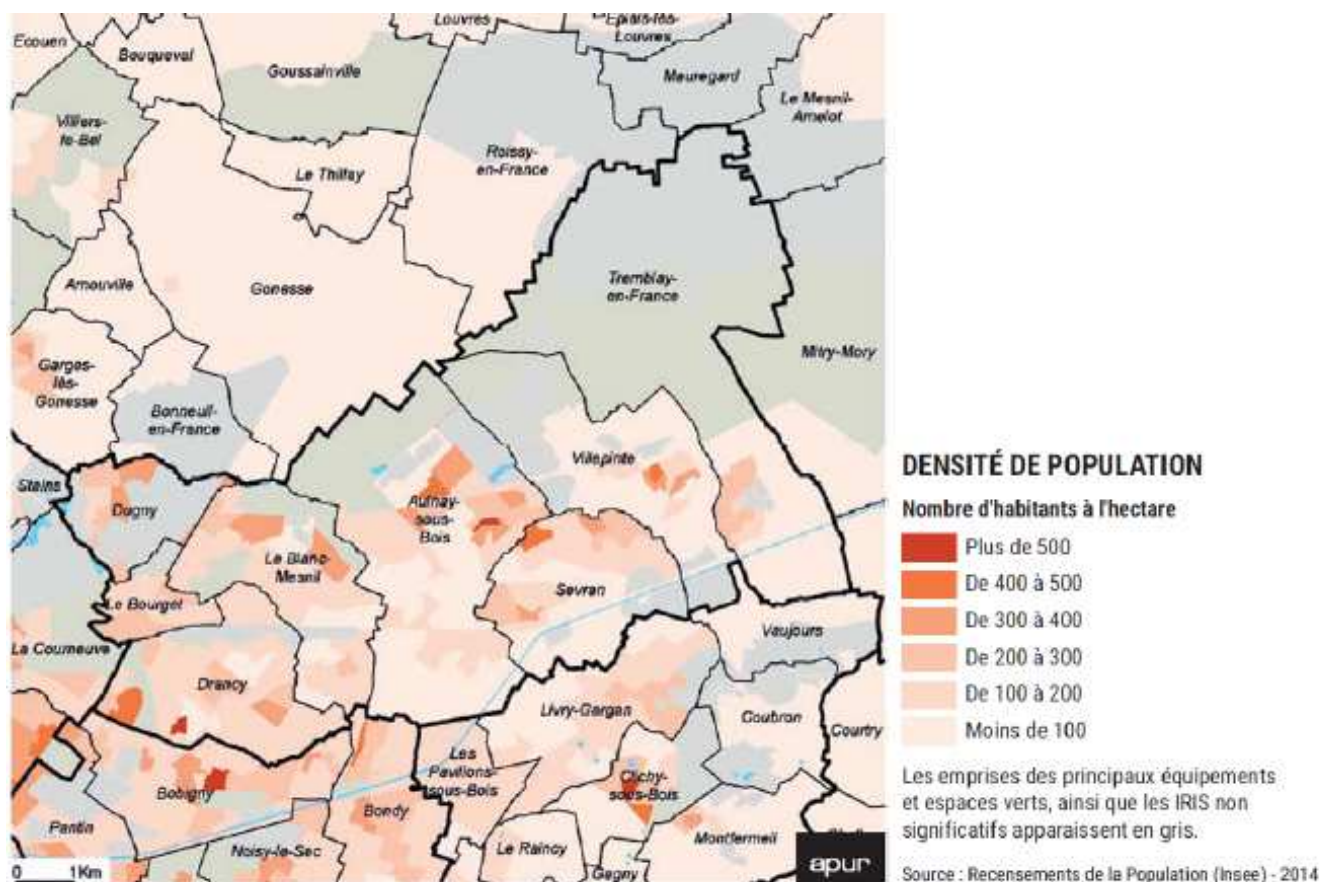 Louvres
Epiais-lès-
Louvres
Ecouen
Bouqueval
Goussainville
Mauregard
Le Mesnil-
Amelot
Villiers-
le-Bel
Roissy-
en-France
Le Thillay
Tremblay-
en-France
Arnouville
Gonesse
Mitry-Mory
Garges-
lès-
Gonesse
Bonneuil-
en-France
Villepinte
Stains
Dugny
Aulnay-
sous-
Bois
Le Blanc-
Mesnil
Sevran
Le Bourget
Vaujours
La Courneuve
Drancy
Livry-Gargan
Coubron
Courtry
Les
Pavillons-
sous-Bois
Clichy-
sous-Bois
Bobigny
Bondy
Pantin
Montfermeil
Noisy-le-Sec
Le Raincy
Gagny
0 1Km
apur
DENSITÉ DE POPULATION
Nombre d'habitants à l'hectare
Plus de 500
De 400 à 500
De 300 à 400
De 200 à 300
De 100 à 200
Moins de 100
Les emprises des principaux équipements
et espaces verts, ainsi que les IRIS non
significatifs apparaissent en gris.
Source : Recensements de la Population (Insee) - 2014